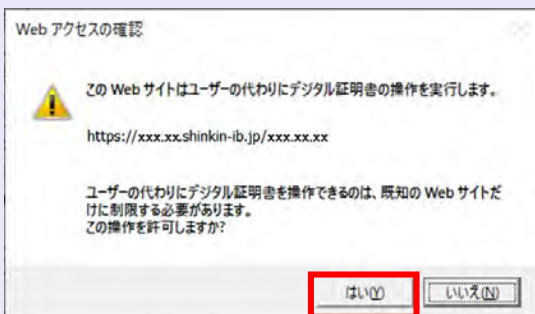 Web アクセスの確認
この Web サイトはユーザーの代わりにデジタル証明書の操作を実行します。
https://xxx.xx.shinkin-ib.jp/xxx.xx.xx
ユーザーの代わりにデジタル証明書を操作できるのは、既知の Web サイトだ
けに制限する必要があります。
この操作を許可しますか?
はい(Y)
いいえ(N)